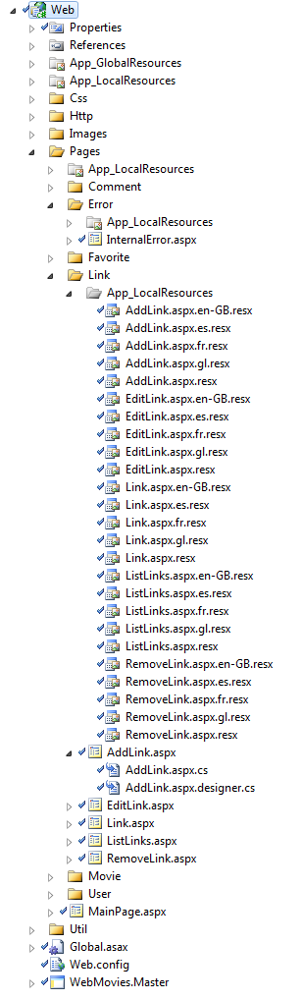 Web
Properties
References
App_GlobalResources
App_LocalResources
Css
Http
Images
Pages
App_LocalResources
Comment
Error
App_LocalResources
InternalError.aspx
Favorite
Link
App_LocalResources
AddLink.aspx.en-GB.resx
AddLink.aspx.es.resx
AddLink.aspx.fr.resx
AddLink.aspx.gl.resx
AddLink.aspx.resx
EditLink.aspx.en-GB.resx
EditLink.aspx.es.resx
EditLink.aspx.fr.resx
EditLink.aspx.gl.resx
EditLink.aspx.resx
Link.aspx.en-GB.resx
Link.aspx.es.resx
Link.aspx.fr.resx
Link.aspx.gl.resx
Link.aspx.resx
ListLinks.aspx.en-GB.resx
ListLinks.aspx.es.resx
ListLinks.aspx.fr.resx
ListLinks.aspx.gl.resx
ListLinks.aspx.resx
RemoveLink.aspx.en-GB.resx
RemoveLink.aspx.es.resx
RemoveLink.aspx.fr.resx
RemoveLink.aspx.gl.resx
RemoveLink.aspx.resx
AddLink.aspx
AddLink.aspx.cs
AddLink.aspx.designer.cs
EditLink.aspx
Link.aspx
ListLinks.aspx
RemoveLink.aspx
Movie
User
MainPage.aspx
Util
Global.asax
Web.config
WebMovies.Master